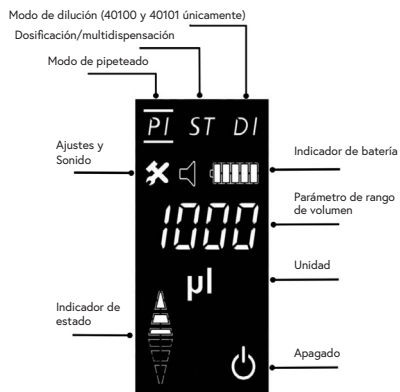 Modo de dilución (40100 y 40101 únicamente)
Dosificación/multidispensación
Modo de pipeteado
PI ST DI
Ajustes y
Sonido
Indicador de batería
Parámetro de rango
de volumen
1000
Unidad
µl
Indicador de
estado
Apagado